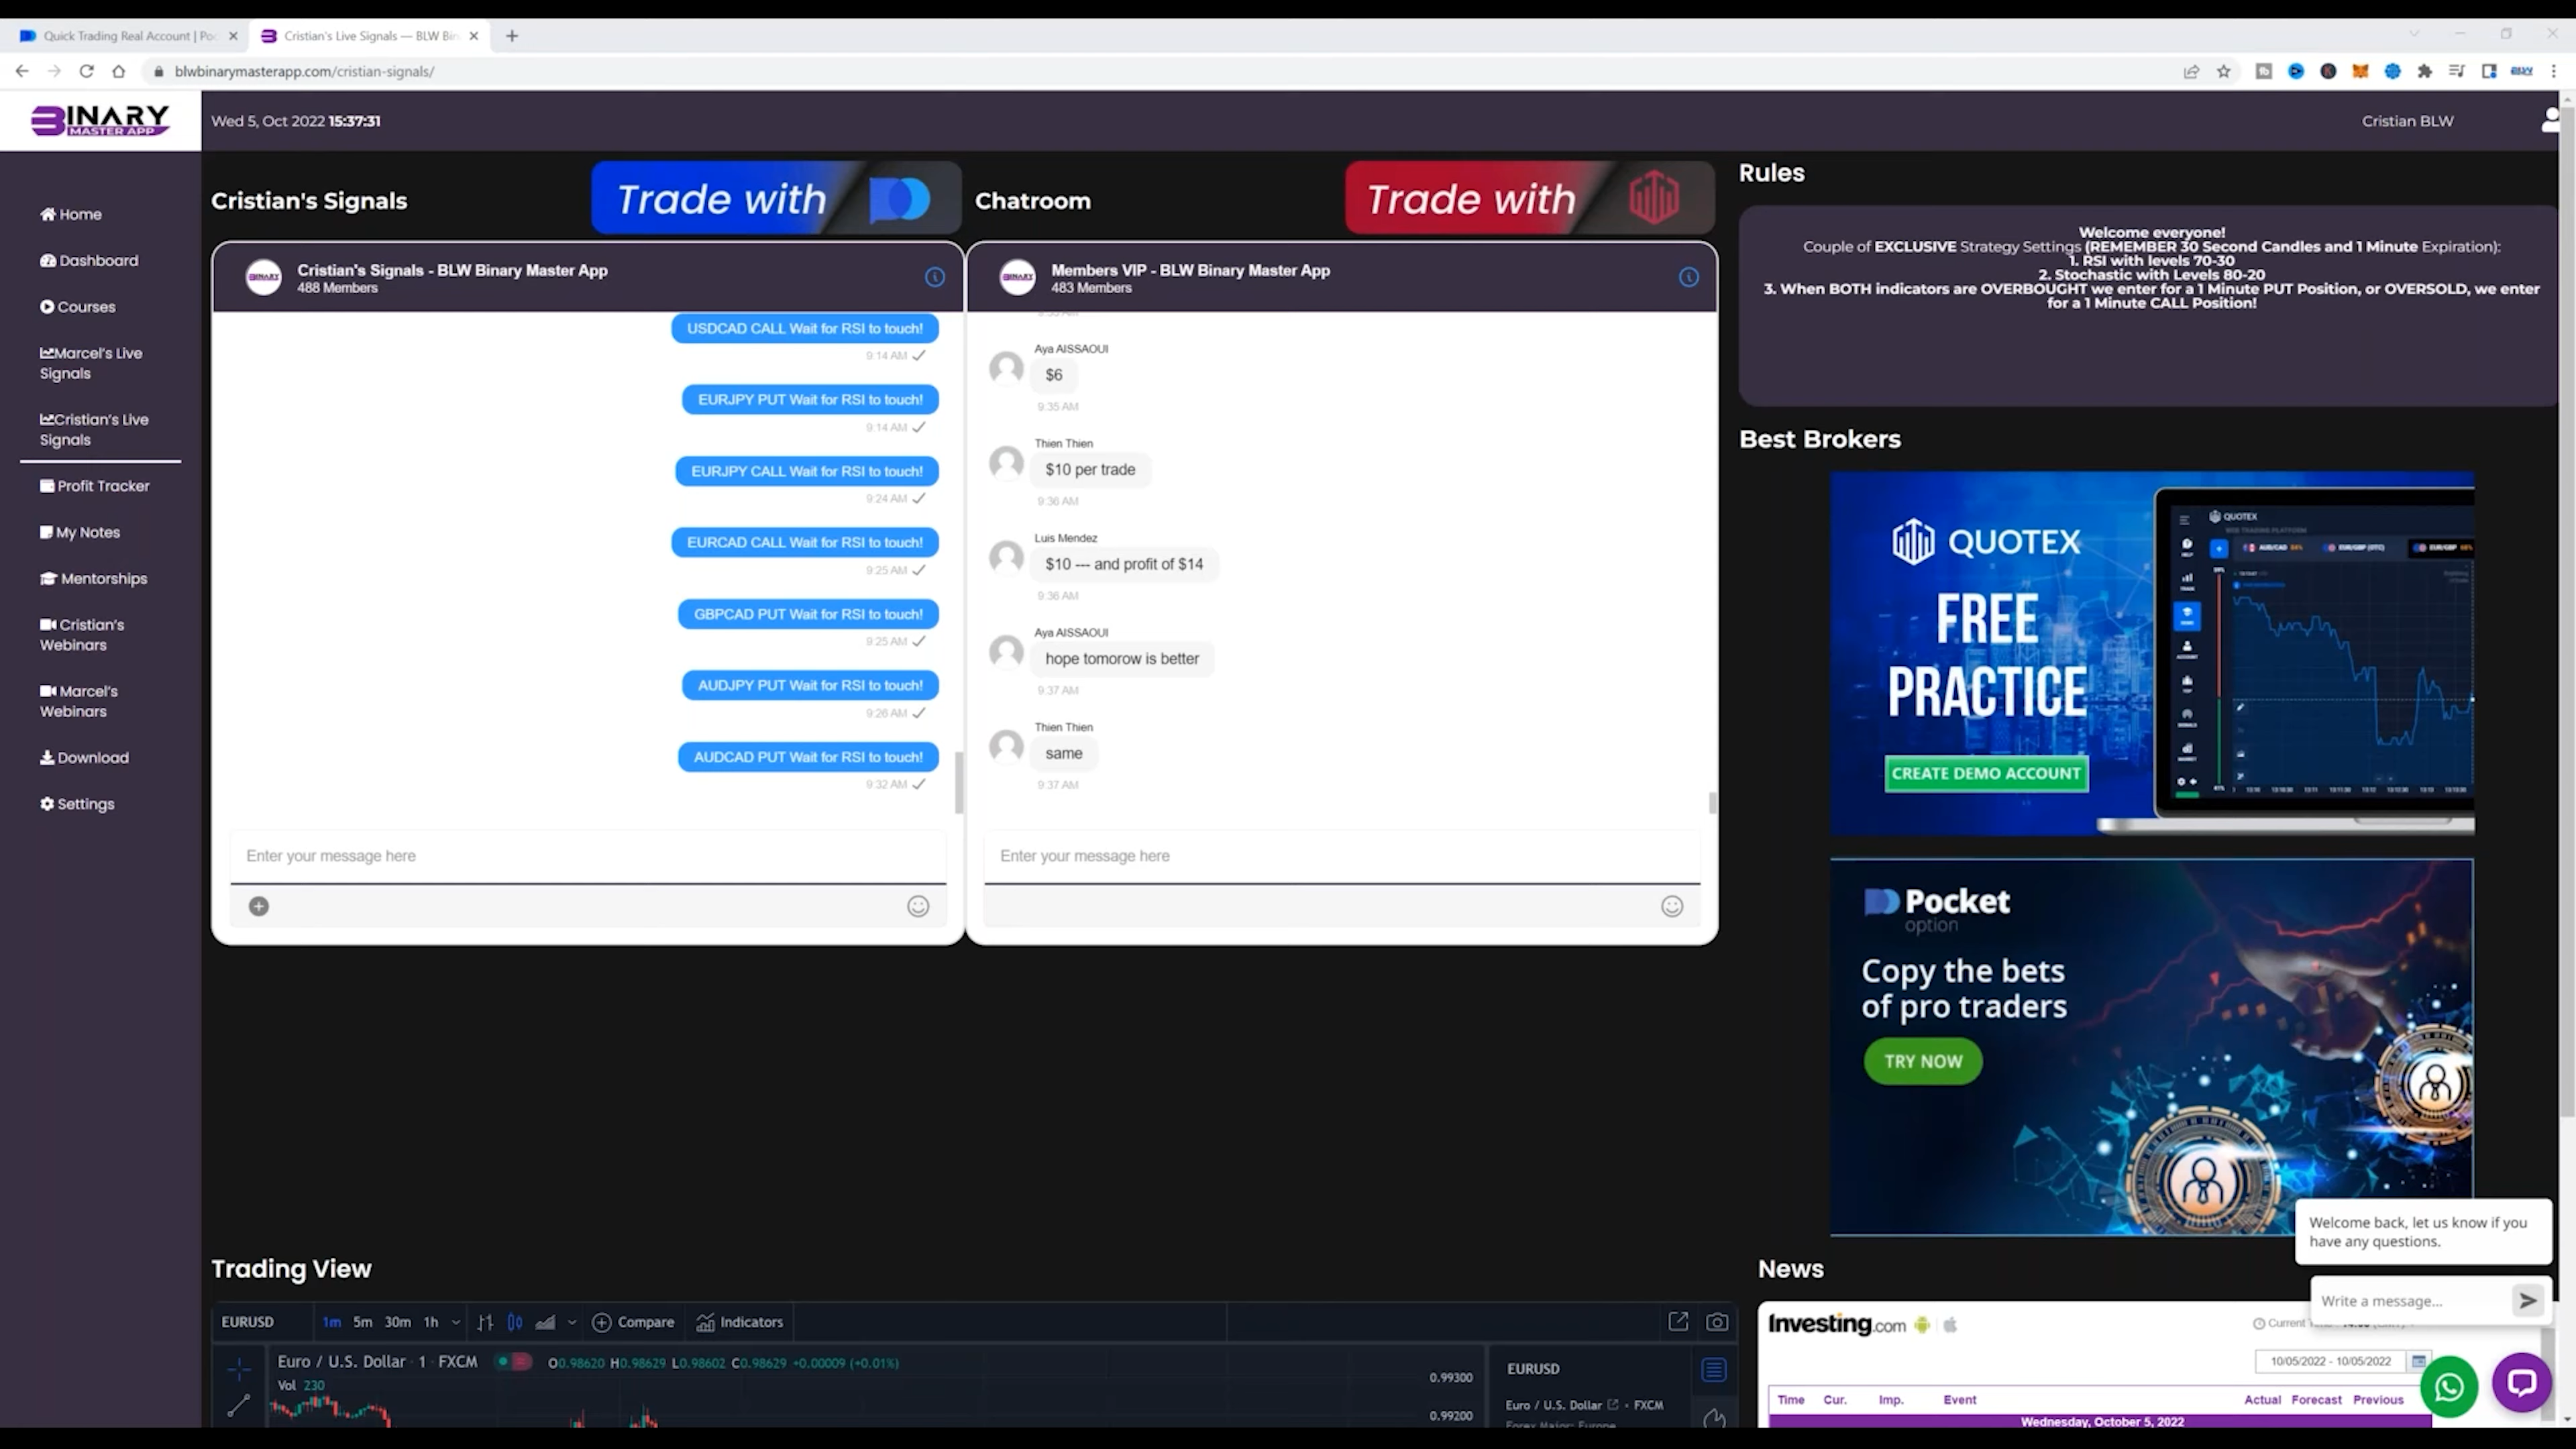 Quick Trading Real Account | Po
Cristian's Live Signals — BLW Bin
blwbinarymasterapp.com/cristian-signals/
BINARY
MASTER APP
Wed 5, Oct 2022 15:37:31
Cristian BLW
Home
Dashboard
Courses
Marcel's Live
Signals
Cristian's Live
Signals
Profit Tracker
My Notes
Mentorships
Cristian's
Webinars
Marcel's
Webinars
Download
Settings
Cristian's Signals
Trade with
Cristian's Signals - BLW Binary Master App
488 Members
USDCAD CALL Wait for RSI to touch!
9:14 AM
EURJPY PUT Wait for RSI to touch!
9:14 AM
EURJPY CALL Wait for RSI to touch!
9:24 AM
EURCAD CALL Wait for RSI to touch!
9:25 AM
GBPCAD PUT Wait for RSI to touch!
9:25 AM
AUDJPY PUT Wait for RSI to touch!
9:26 AM
AUDCAD PUT Wait for RSI to touch!
9:32 AM
Enter your message here
Chatroom
Trade with
Members VIP - BLW Binary Master App
483 Members
Aya AISSAOUI
$6
9:35 AM
Thien Thien
$10 per trade
9:36 AM
Luis Mendez
$10 --- and profit of $14
9:36 AM
Aya AISSAOUI
hope tomorow is better
9:37 AM
Thien Thien
same
9:37 AM
Enter your message here
Rules
Welcome everyone!
Couple of EXCLUSIVE Strategy Settings (REMEMBER 30 Second Candles and 1 Minute Expiration):
1. RSI with levels 70-30
2. Stochastic with Levels 80-20
3. When BOTH indicators are OVERBOUGHT we enter for a 1 Minute PUT Position, or OVERSOLD, we enter
for a 1 Minute CALL Position!
Best Brokers
QUOTEX
FREE
PRACTICE
CREATE DEMO ACCOUNT
QUOTEX
Pocket
option
Copy the bets
of pro traders
TRY NOW
Welcome back, let us know if you
have any questions.
Write a message...
Trading View
EURUSD
1m 5m 30m 1h
Compare
Indicators
Euro / U.S. Dollar · 1 · FXCM
O0.98620 H0.98629 L0.98602 C0.98629 +0.00009 (+0.01%)
Vol 230
0.99300
0.99200
EURUSD
Euro / U.S. Dollar • FXCM
News
Investing.com
Current
10/05/2022 - 10/05/2022
Time Cur. Imp. Event Actual Forecast Previous
Wednesday, October 5, 2022